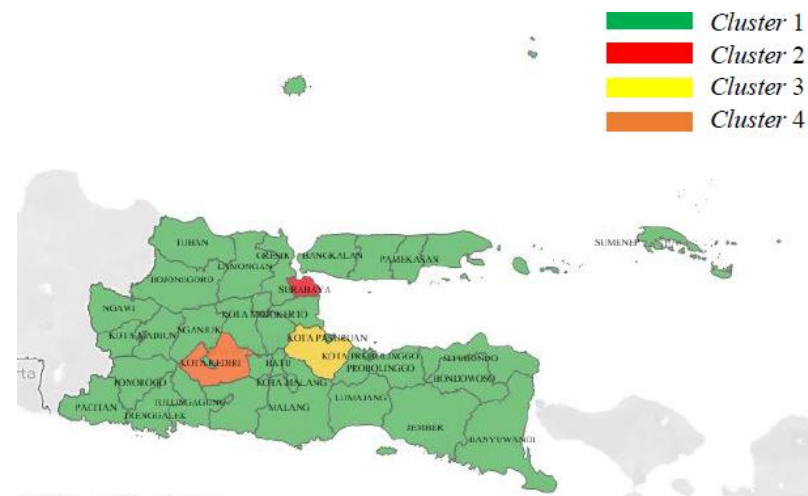 Cluster 1
Cluster 2
Cluster 3
Cluster 4
SUMENEP
TUBAN
GRESIK
BANGKALAN
PAMEKASAN
LAMONGAN
BOJONEGORO
SURABAYA
NGAWI
KOTA MOJOKERTO
KOTA MADIUN
NGANJUK
KOTA PASURUAN
KOTA KEDIRI
BATU
KOTA PROBOLINGGO
SITUBONDO
PROBOLINGGO
BONDOWOSO
PONOROGO
KOTA MALANG
PACITAN
TULUNGAGUNG
TRENGGALEK
MALANG
LUMAJANG
JEMBER
BANYUWANGI
rta